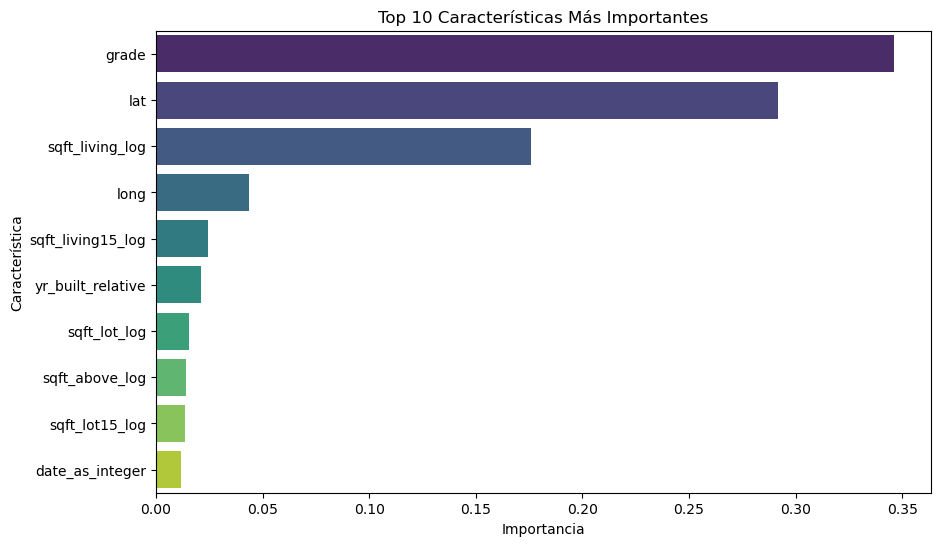 Top 10 Características Más Importantes
grade
lat
sqft_living_log
long
sqft_living15_log
yr_built_relative
sqft_lot_log
sqft_above_log
sqft_lot15_log
date_as_integer
Característica
0.00 0.05 0.10 0.15 0.20 0.25 0.30 0.35
Importancia